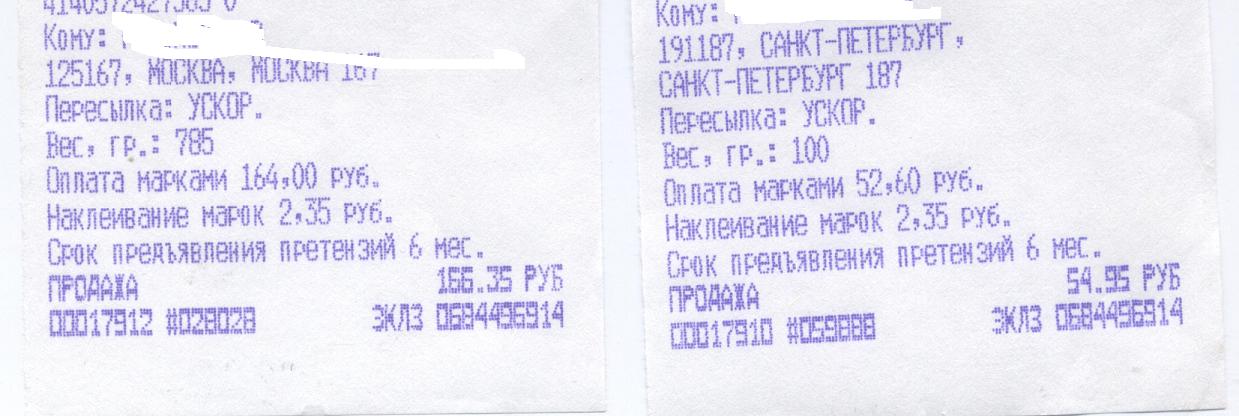 Кому:
125167, МОСКВА, МОСКВА 167
Пересылка: УСКОР.
Вес, гр.: 785
Оплата марками 164,00 руб.
Наклеивание марок 2,35 руб.
Срок предъявления претензий 6 мес.
ПРОДАЖА 166.35 РУБ
00017912 #028028 ЭКЛЗ 0684496914
Кому:
191187, САНКТ-ПЕТЕРБУРГ,
САНКТ-ПЕТЕРБУРГ 187
Пересылка: УСКОР.
Вес, гр.: 100
Оплата марками 52,60 руб.
Наклеивание марок 2,35 руб.
Срок предъявления претензий 6 мес.
ПРОДАЖА 54.95 РУБ
00017910 #059888 ЭКЛЗ 0684496914